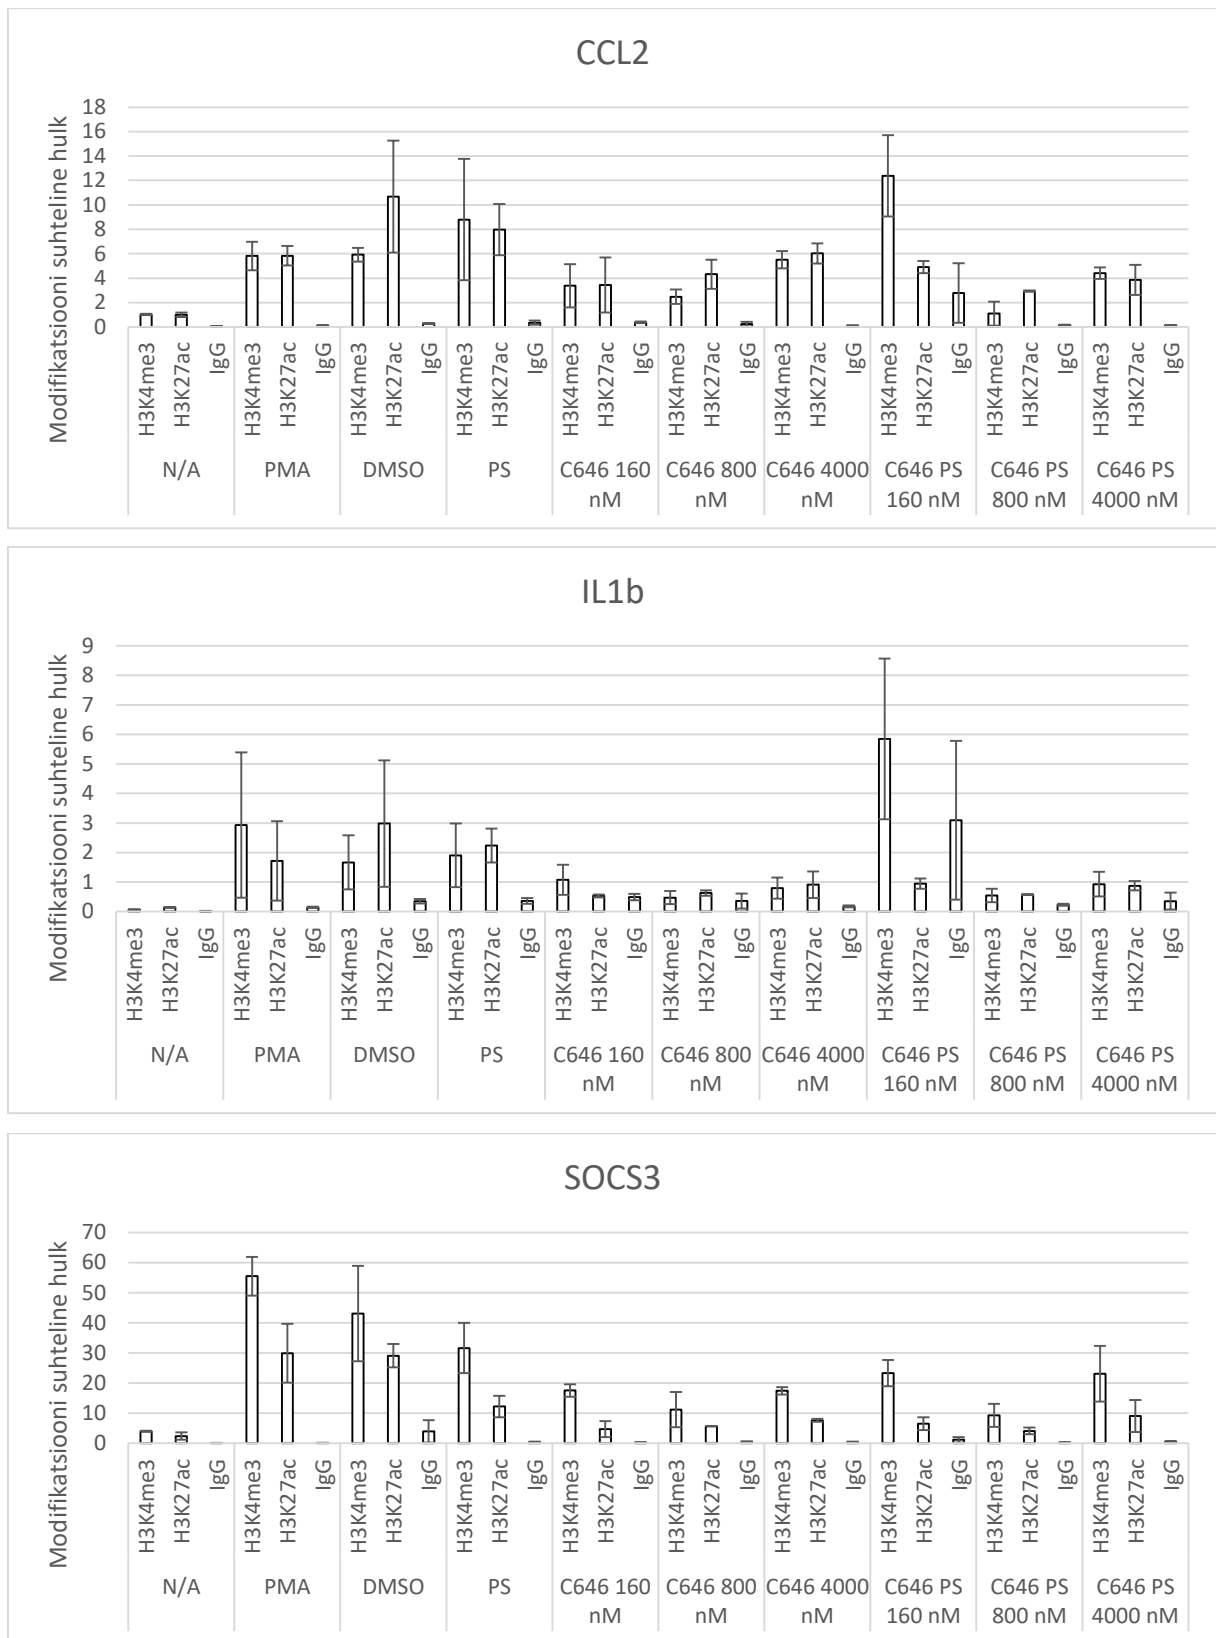 CCL2
Modifikatsiooni suhteline hulk
18
16
14
12
10
8
6
4
2
0
H3K4me3 H3K27ac IgG H3K4me3 H3K27ac IgG H3K4me3 H3K27ac IgG H3K4me3 H3K27ac IgG H3K4me3 H3K27ac IgG H3K4me3 H3K27ac IgG H3K4me3 H3K27ac IgG H3K4me3 H3K27ac IgG H3K4me3 H3K27ac IgG H3K4me3 H3K27ac IgG
N/A PMA DMSO PS C646 160 C646 800 C646 4000 C646 PS C646 PS C646 PS
nM nM nM 160 nM 800 nM 4000 nM
IL1b
Modifikatsiooni suhteline hulk
9
8
7
6
5
4
3
2
1
0
H3K4me3 H3K27ac IgG H3K4me3 H3K27ac IgG H3K4me3 H3K27ac IgG H3K4me3 H3K27ac IgG H3K4me3 H3K27ac IgG H3K4me3 H3K27ac IgG H3K4me3 H3K27ac IgG H3K4me3 H3K27ac IgG H3K4me3 H3K27ac IgG H3K4me3 H3K27ac IgG
N/A PMA DMSO PS C646 160 C646 800 C646 4000 C646 PS C646 PS C646 PS
nM nM nM 160 nM 800 nM 4000 nM
SOCS3
Modifikatsiooni suhteline hulk
70
60
50
40
30
20
10
0
H3K4me3 H3K27ac IgG H3K4me3 H3K27ac IgG H3K4me3 H3K27ac IgG H3K4me3 H3K27ac IgG H3K4me3 H3K27ac IgG H3K4me3 H3K27ac IgG H3K4me3 H3K27ac IgG H3K4me3 H3K27ac IgG H3K4me3 H3K27ac IgG H3K4me3 H3K27ac IgG
N/A PMA DMSO PS C646 160 C646 800 C646 4000 C646 PS C646 PS C646 PS
nM nM nM 160 nM 800 nM 4000 nM